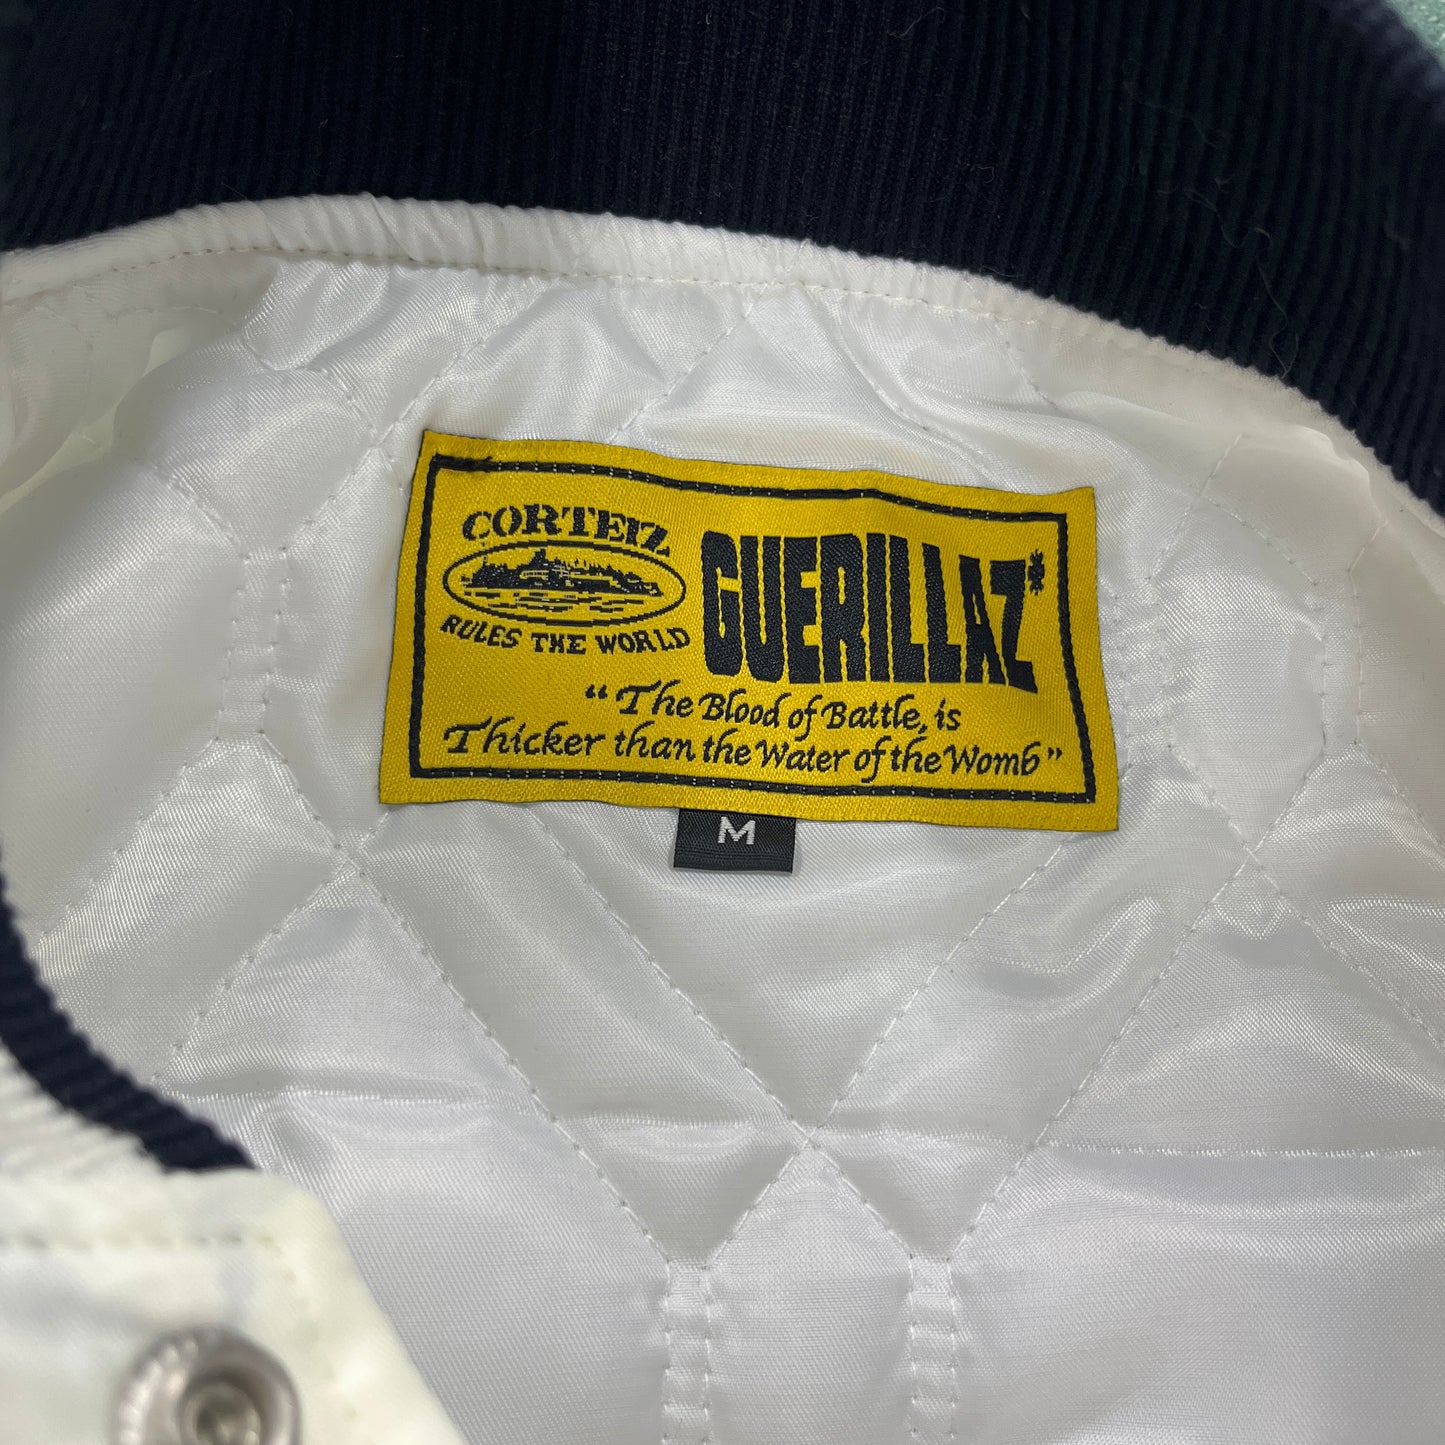 CORTEIZ
RULES THE WORLD
GUERILLAZ
“The Blood of Battle, is
Thicker than the Water of the Womb”
M